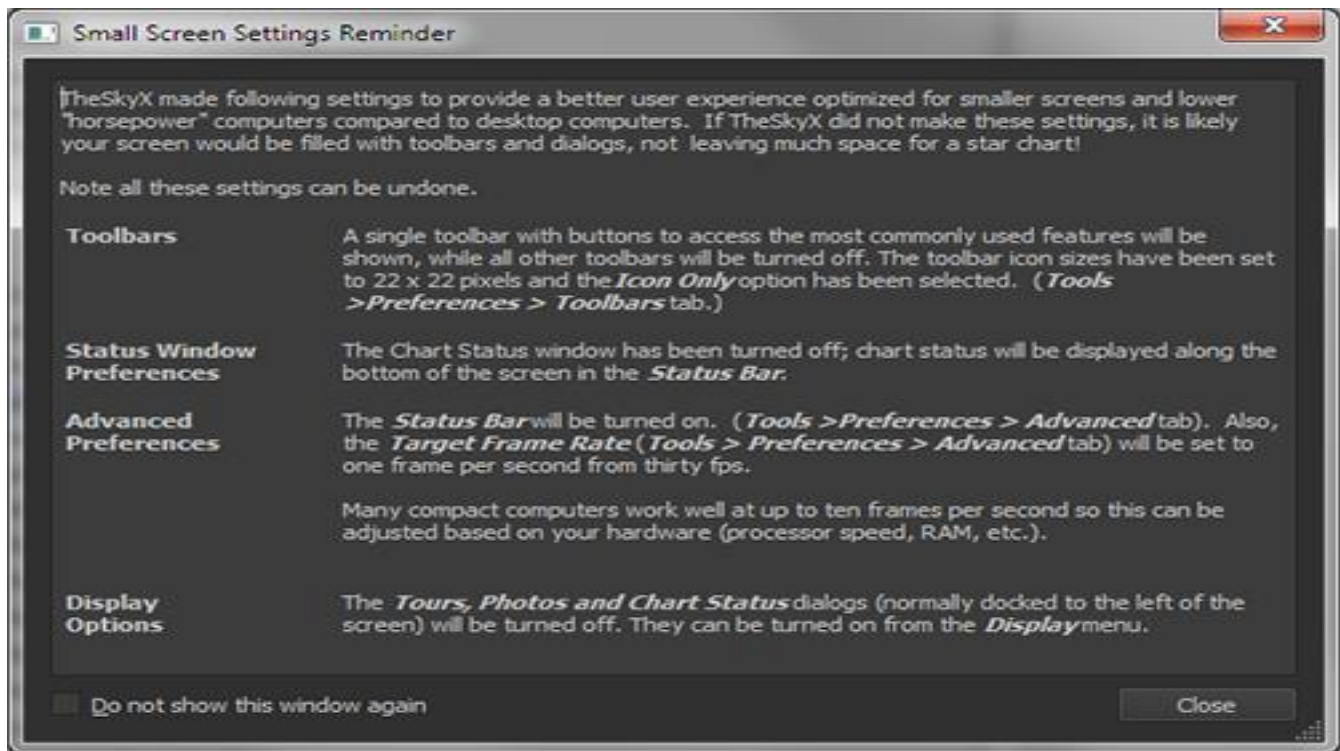 Small Screen Settings Reminder
TheSkyX made following settings to provide a better user experience optimized for smaller screens and lower
"horsepower" computers compared to desktop computers.  If TheSkyX did not make these settings, it is likely
your screen would be filled with toolbars and dialogs, not  leaving much space for a star chart!
Note all these settings can be undone.
Toolbars
A single toolbar with buttons to access the most commonly used features will be
shown, while all other toolbars will be turned off. The toolbar icon sizes have been set
to 22 x 22 pixels and the Icon Only option has been selected.  (Tools
>Preferences > Toolbars tab.)
Status Window
Preferences
The Chart Status window has been turned off; chart status will be displayed along the
bottom of the screen in the Status Bar.
Advanced
Preferences
The Status Bar will be turned on.  (Tools >Preferences > Advanced tab).  Also,
the Target Frame Rate (Tools > Preferences > Advanced tab) will be set to
one frame per second from thirty fps.
Many compact computers work well at up to ten frames per second so this can be
adjusted based on your hardware (processor speed, RAM, etc.).
Display
Options
The Tours, Photos and Chart Status dialogs (normally docked to the left of the
screen) will be turned off. They can be turned on from the Display menu.
Do not show this window again
Close